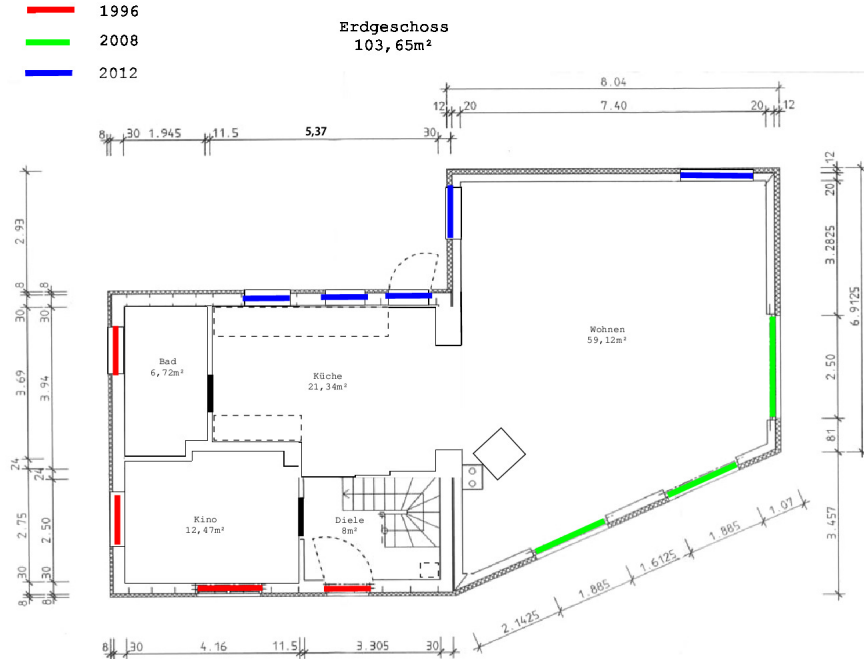 1996
Erdgeschoss
2008
103,65m²
2012
8.04
12 20 7.40 20 12
8 30 1.945 11.5 5,37 30
12
20
2.93
3.2825
6.9125
8 8
30 30
Wohnen
59,12m²
Bad
6,72m²
Küche
21,34m²
3.69 3.94
2.50
81
24 24
Kino
12,47m²
Diele
8m²
2.75 2.50
3.457
30 30
8 8
2.1425 1.885 1.6125 1.885 1.07
8 30 4.16 11.5 3.305 30